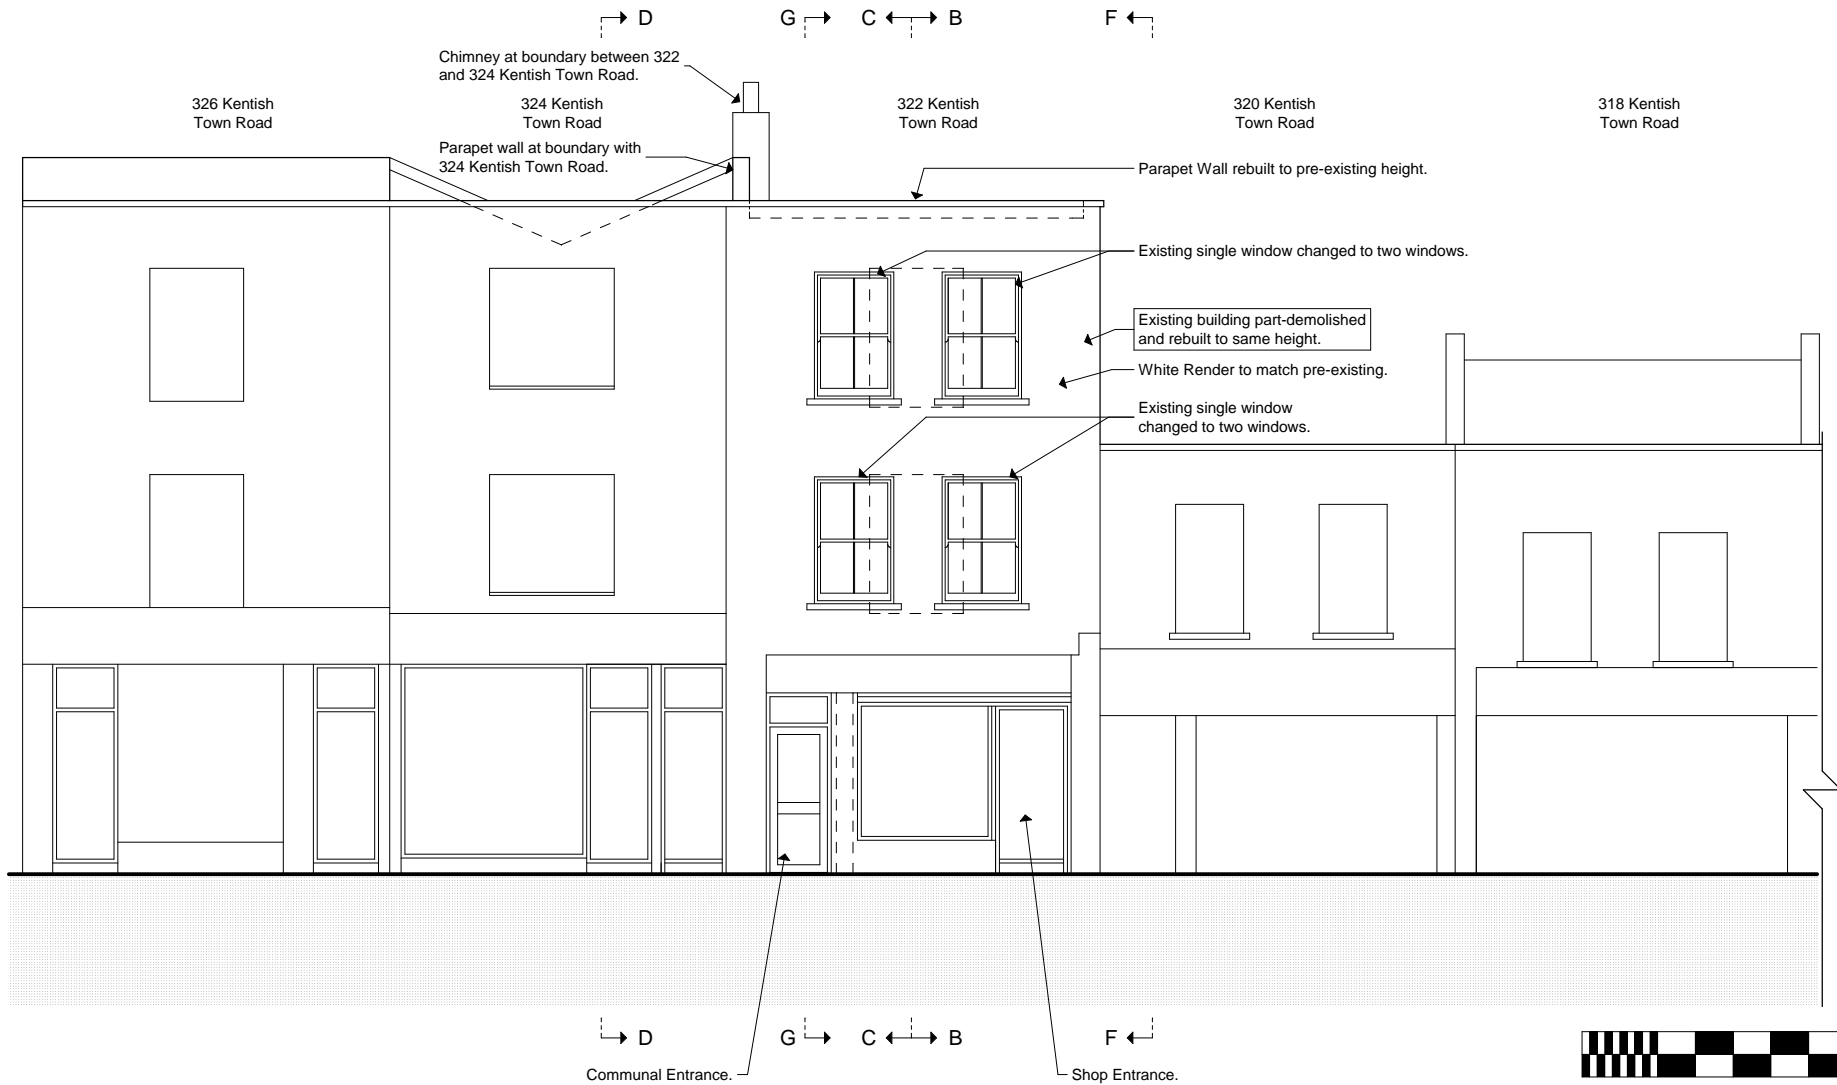 D
G
C
B
F
Chimney at boundary between 322
and 324 Kentish Town Road.
326 Kentish
Town Road
324 Kentish
Town Road
322 Kentish
Town Road
320 Kentish
Town Road
318 Kentish
Town Road
Parapet wall at boundary with
324 Kentish Town Road.
Parapet Wall rebuilt to pre-existing height.
Existing single window changed to two windows.
Existing building part-demolished
and rebuilt to same height.
White Render to match pre-existing.
Existing single window
changed to two windows.
D
G
C
B
F
Communal Entrance.
Shop Entrance.